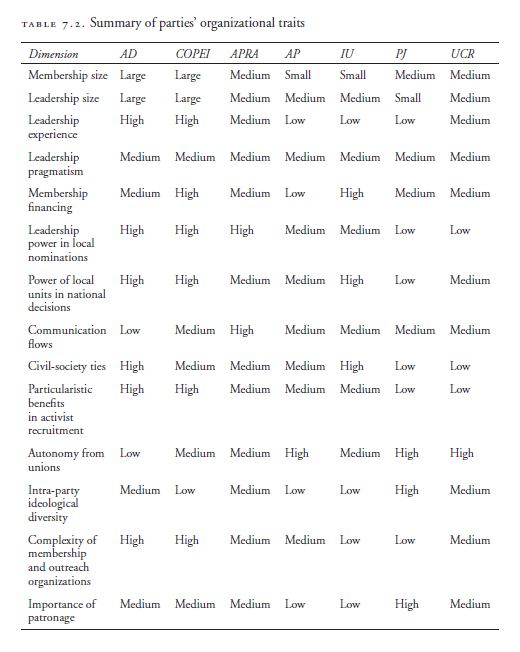 TABLE 7.2. Summary of parties' organizational traits
Dimension AD COPEI APRA AP IU PJ UCR
Membership size Large Large Medium Small Small Medium Medium
Leadership size Large Large Medium Medium Medium Small Medium
Leadership High High Medium Low Low Low Medium
experience
Leadership Medium Medium Medium Medium Medium Medium Medium
pragmatism
Membership Medium High Medium Low High Medium Medium
financing
Leadership High High High Medium Medium Low Low
power in local
nominations
Power of local High High Medium Medium High Low Medium
units in national
decisions
Communication Low Medium High Medium Medium Medium Medium
flows
Civil-society ties High Medium Medium Medium High Low Low
Particularistic High High Medium Medium Medium Low Low
benefits
in activist
recruitment
Autonomy from Low Medium Medium High Medium High High
unions
Intra-party Medium Low Medium Low Low High Medium
ideological
diversity
Complexity of High High Medium Medium Low Low Medium
membership
and outreach
organizations
Importance of Medium Medium Medium Low Low High Medium
patronage